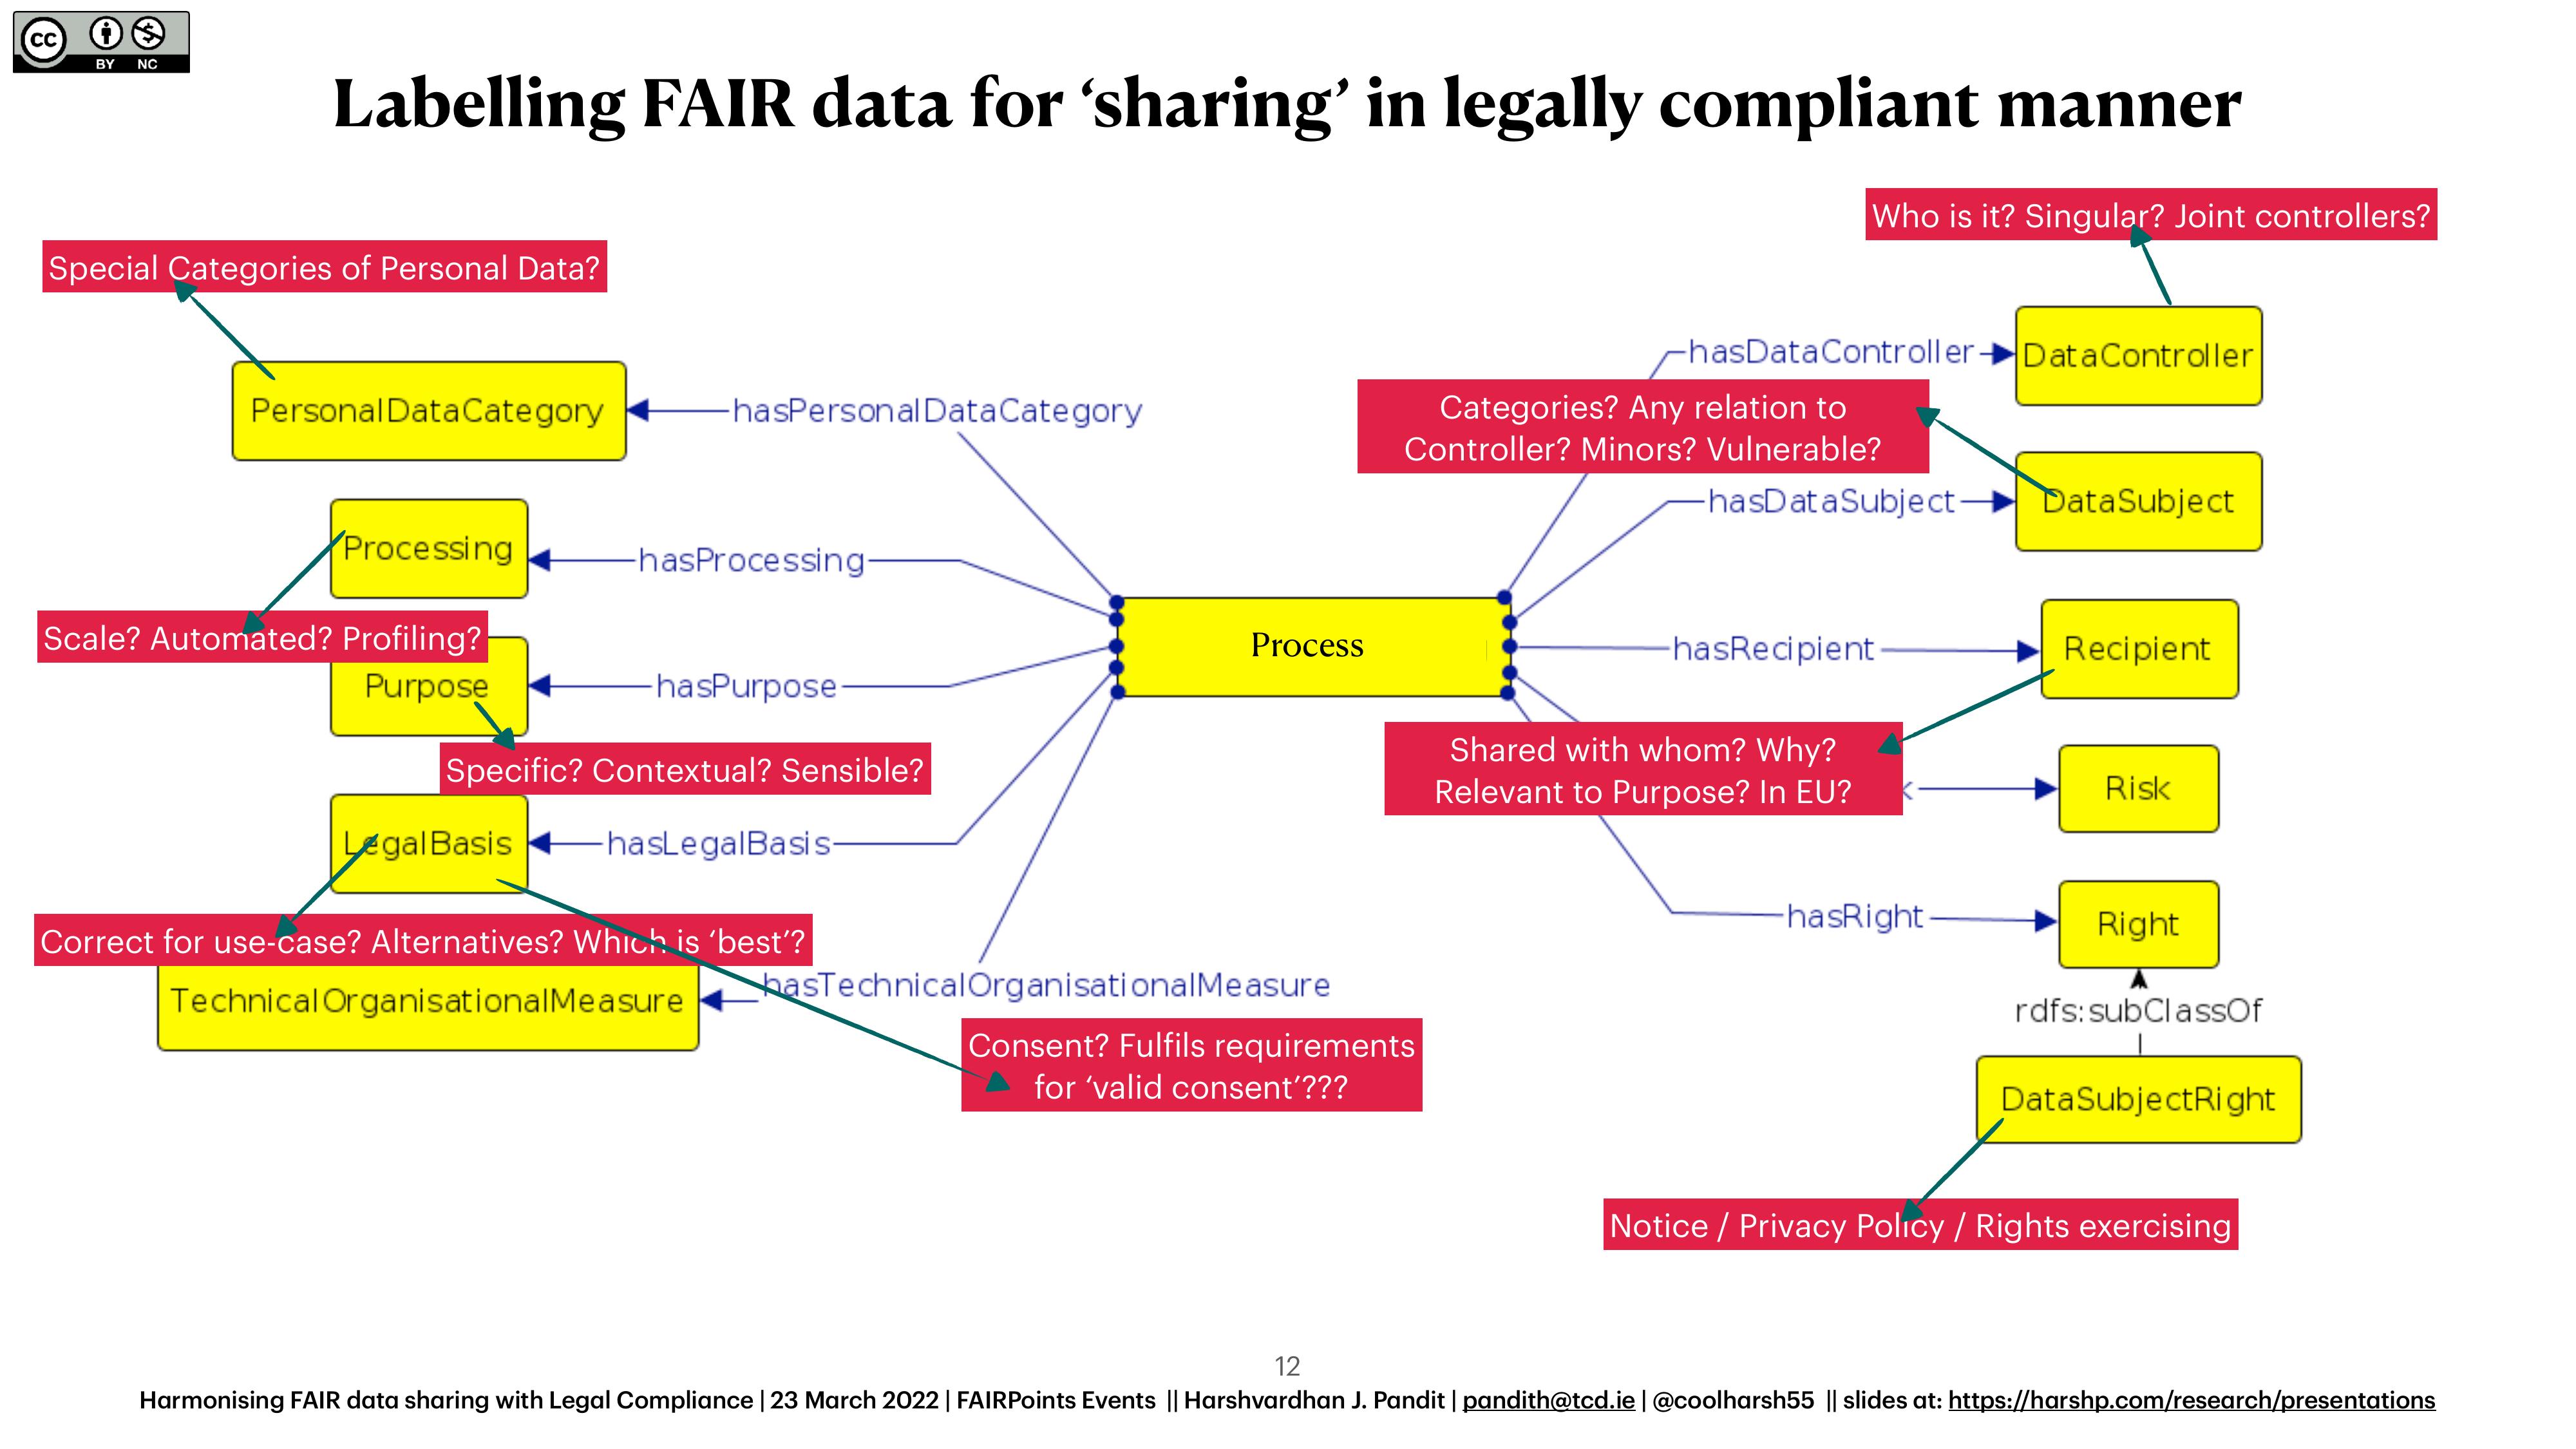 cc
BY NC
Labelling FAIR data for ‘sharing’ in legally compliant manner
Who is it? Singular? Joint controllers?
Special Categories of Personal Data?
hasDataController
DataController
PersonalDataCategory
hasPersonalDataCategory
Categories? Any relation to
Controller? Minors? Vulnerable?
hasDataSubject
DataSubject
Processing
hasProcessing
Scale? Automated? Profiling?
Process
hasRecipient
Recipient
Purpose
hasPurpose
Specific? Contextual? Sensible?
Shared with whom? Why?
Relevant to Purpose? In EU?
k
Risk
LegalBasis
hasLegalBasis
hasRight
Right
Correct for use-case? Alternatives? Which is ‘best’?
TechnicalOrganisationalMeasure
hasTechnicalOrganisationalMeasure
rdfs:subClassOf
Consent? Fulfils requirements
for ‘valid consent’???
DataSubjectRight
Notice / Privacy Policy / Rights exercising
12
Harmonising FAIR data sharing with Legal Compliance | 23 March 2022 | FAIRPoints Events || Harshvardhan J. Pandit | pandith@tcd.ie | @coolharsh55 || slides at: https://harshp.com/research/presentations